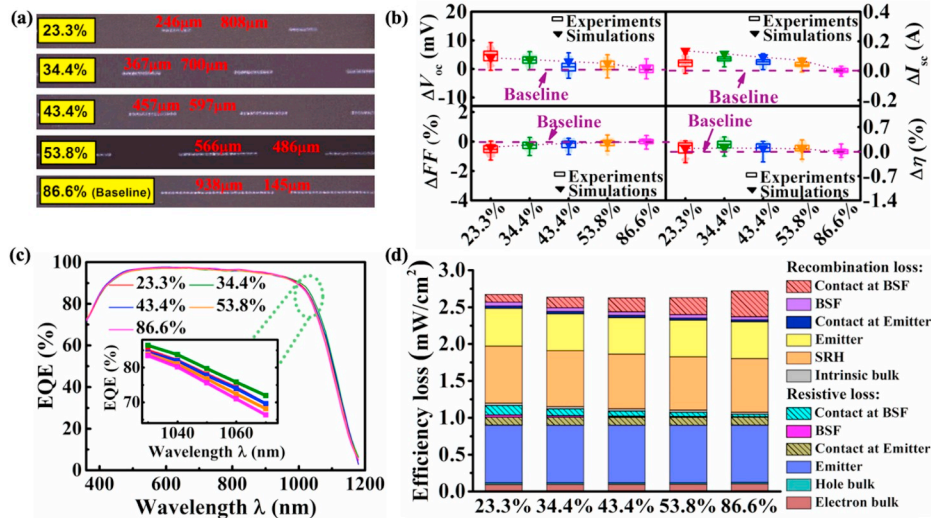 (a)
23.3% 246μm 808μm
34.4% 367μm 700μm
43.4% 457μm 597μm
53.8% 566μm 486μm
86.6% (Baseline) 938μm 145μm
(b)
ΔVoc (mV)
20
10
0
-10
Experiments
Simulations
Baseline
Experiments
Simulations
Baseline
0.4
0.2
0.0
-0.2
ΔIsc (A)
ΔFF (%)
2
0
-2
-4
Baseline
Experiments
Simulations
Baseline
Experiments
Simulations
0.7
0.0
-0.7
-1.4
Δη (%)
23.3% 34.4% 43.4% 53.8% 86.6% 23.3% 34.4% 43.4% 53.8% 86.6%
(c)
EQE (%)
100
80
60
40
20
0
23.3% 34.4%
43.4% 53.8%
86.6%
EQE (%)
80
70
1040 1060
Wavelength λ (nm)
400 600 800 1000 1200
Wavelength λ (nm)
(d)
Efficiency loss (mW/cm²)
3.0
2.5
2.0
1.5
1.0
0.5
0.0
23.3% 34.4% 43.4% 53.8% 86.6%
Recombination loss:
Contact at BSF
BSF
Contact at Emitter
Emitter
SRH
Intrinsic bulk
Resistive loss:
Contact at BSF
BSF
Contact at Emitter
Emitter
Hole bulk
Electron bulk